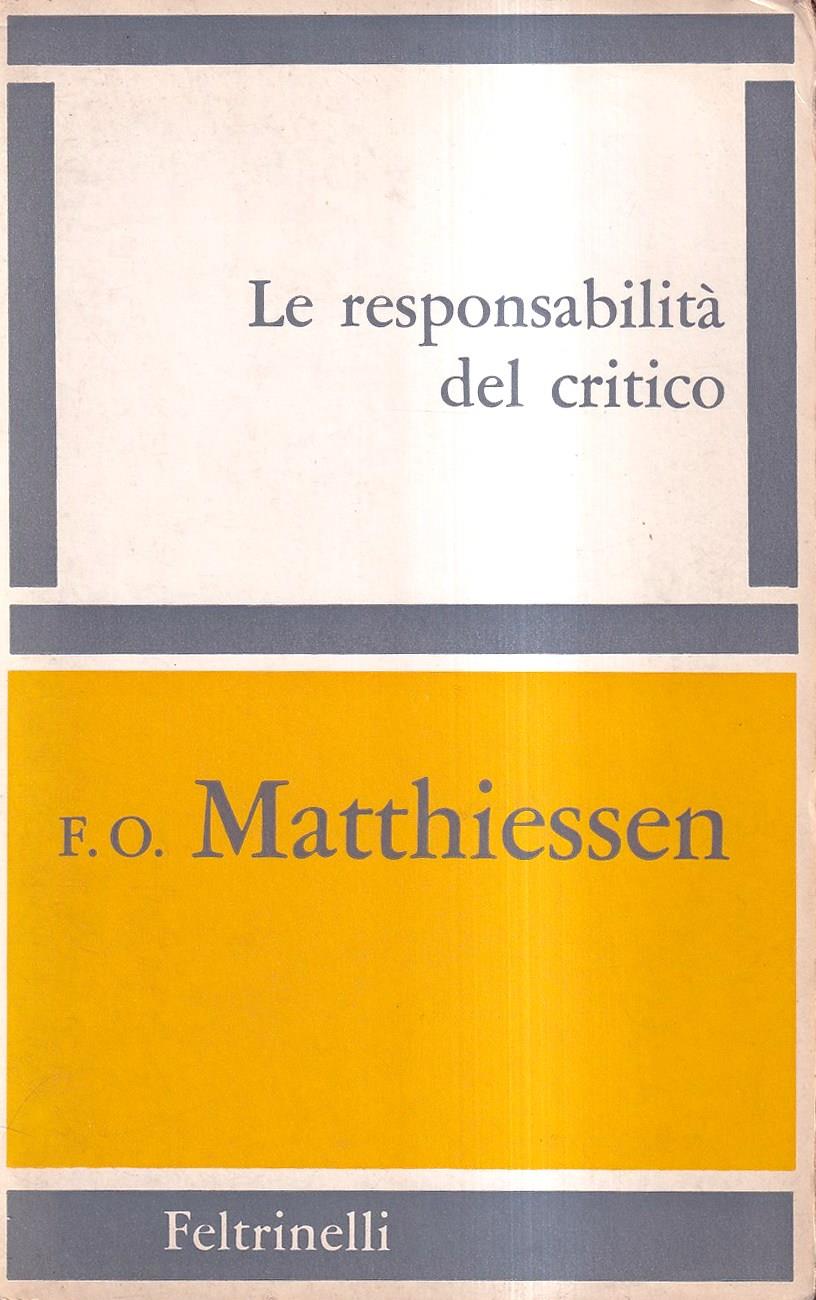 Le responsabilità
del critico
F. O. Matthiessen
Feltrinelli